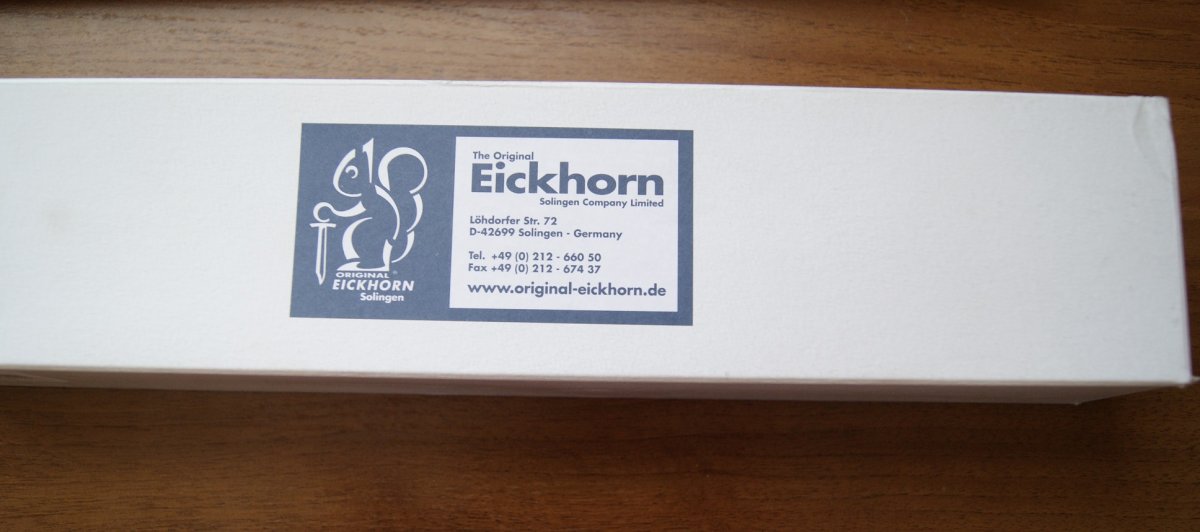 ORIGINAL
®
EICKHORN
Solingen
The Original
Eickhorn
Solingen Company Limited
Löhdorfer Str. 72
D-42699 Solingen - Germany
Tel. +49 (0) 212 - 660 50
Fax +49 (0) 212 - 674 37
www.original-eickhorn.de